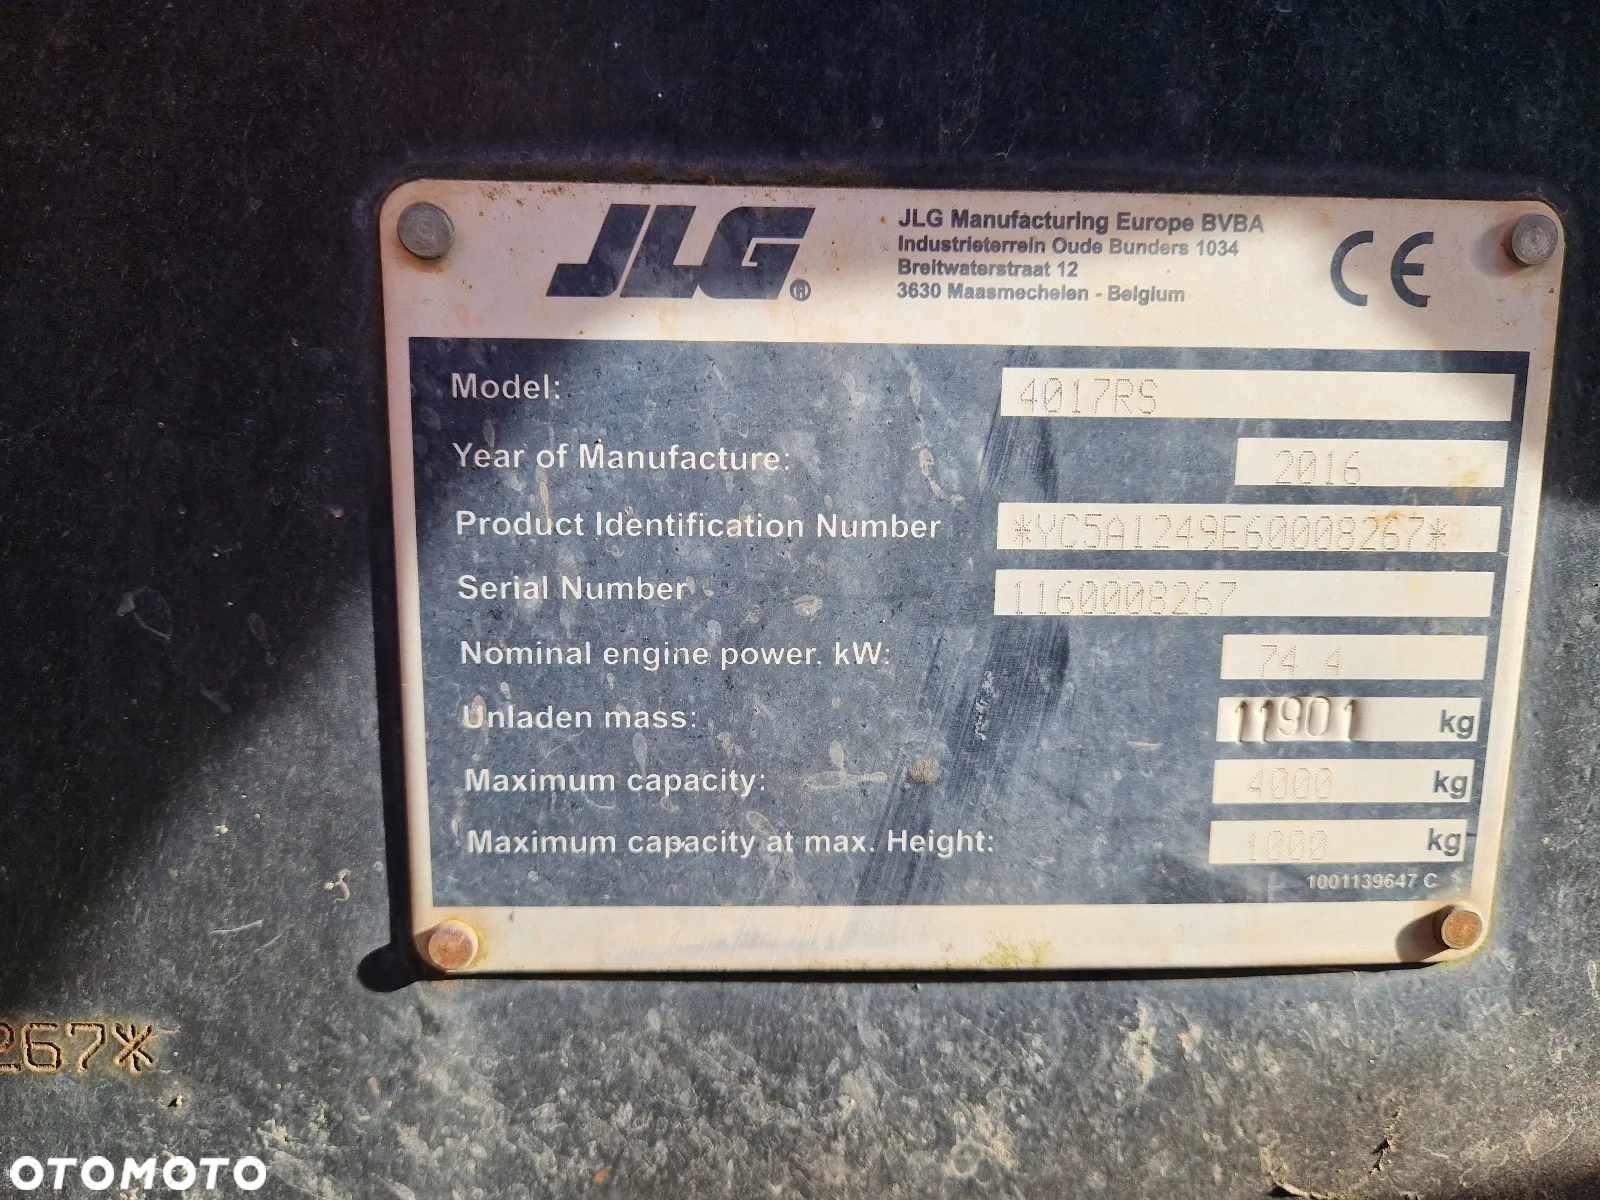 JLG®
JLG Manufacturing Europe BVBA
Industrieterrein Oude Bunders 1034
Breitwaterstraat 12
3630 Maasmechelen - Belgium
CE
Model: 4017RS
Year of Manufacture: 2016
Product Identification Number *YC5A1249E60008267*
Serial Number 1160008267
Nominal engine power. kW: 74.4
Unladen mass: 11901 kg
Maximum capacity: 4000 kg
Maximum capacity at max. Height: 1000 kg
1001139647 C
267*
OTOMOTO